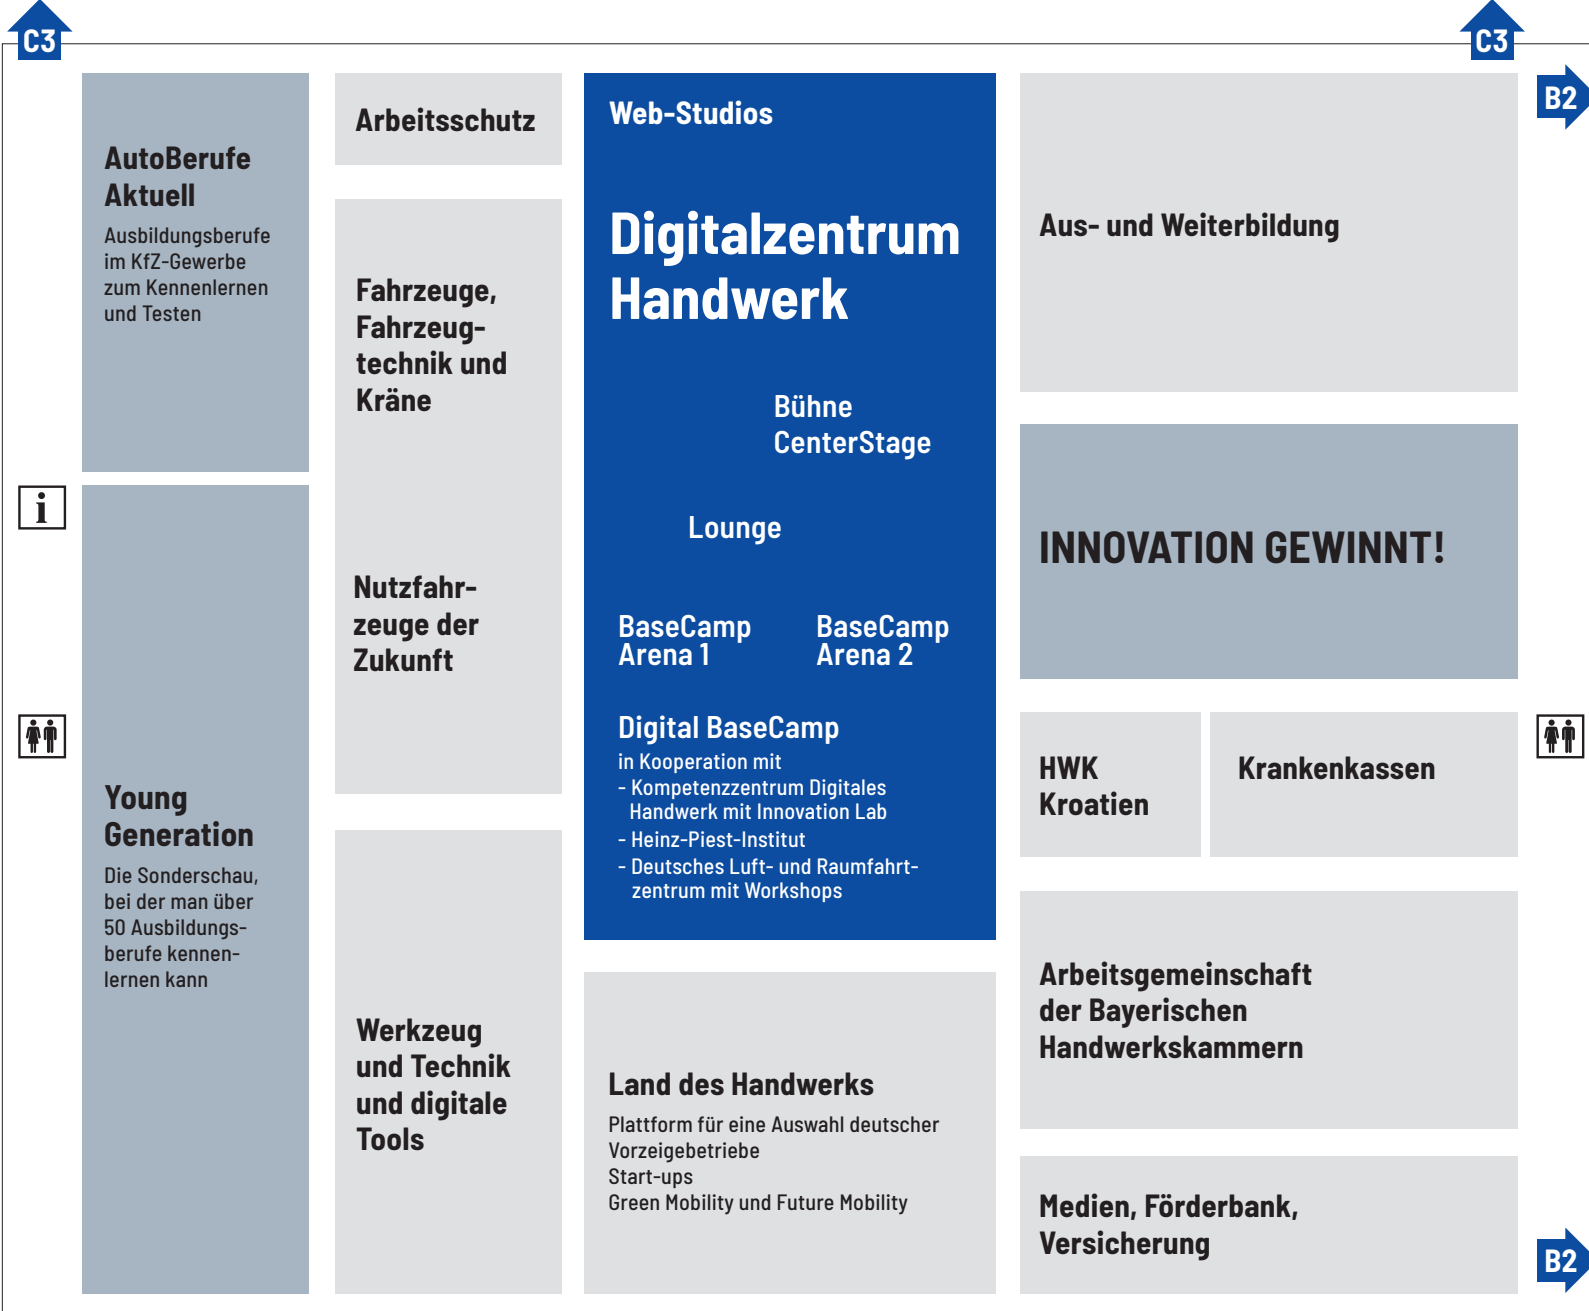 C3
C3
B2
AutoBerufe
Aktuell
Ausbildungsberufe
im KfZ-Gewerbe
zum Kennenlernen
und Testen
i
Young
Generation
Die Sonderschau,
bei der man über
50 Ausbildungs-
berufe kennen-
lernen kann
Arbeitsschutz
Fahrzeuge,
Fahrzeug-
technik und
Kräne
Nutzfahr-
zeuge der
Zukunft
Werkzeug
und Technik
und digitale
Tools
Web-Studios
Digitalzentrum
Handwerk
Bühne
CenterStage
Lounge
BaseCamp
Arena 1
BaseCamp
Arena 2
Digital BaseCamp
in Kooperation mit
- Kompetenzzentrum Digitales
Handwerk mit Innovation Lab
- Heinz-Piest-Institut
- Deutsches Luft- und Raumfahrt-
zentrum mit Workshops
Land des Handwerks
Plattform für eine Auswahl deutscher
Vorzeigebetriebe
Start-ups
Green Mobility und Future Mobility
Aus- und Weiterbildung
INNOVATION GEWINNT!
HWK
Kroatien
Krankenkassen
Arbeitsgemeinschaft
der Bayerischen
Handwerkskammern
Medien, Förderbank,
Versicherung
B2